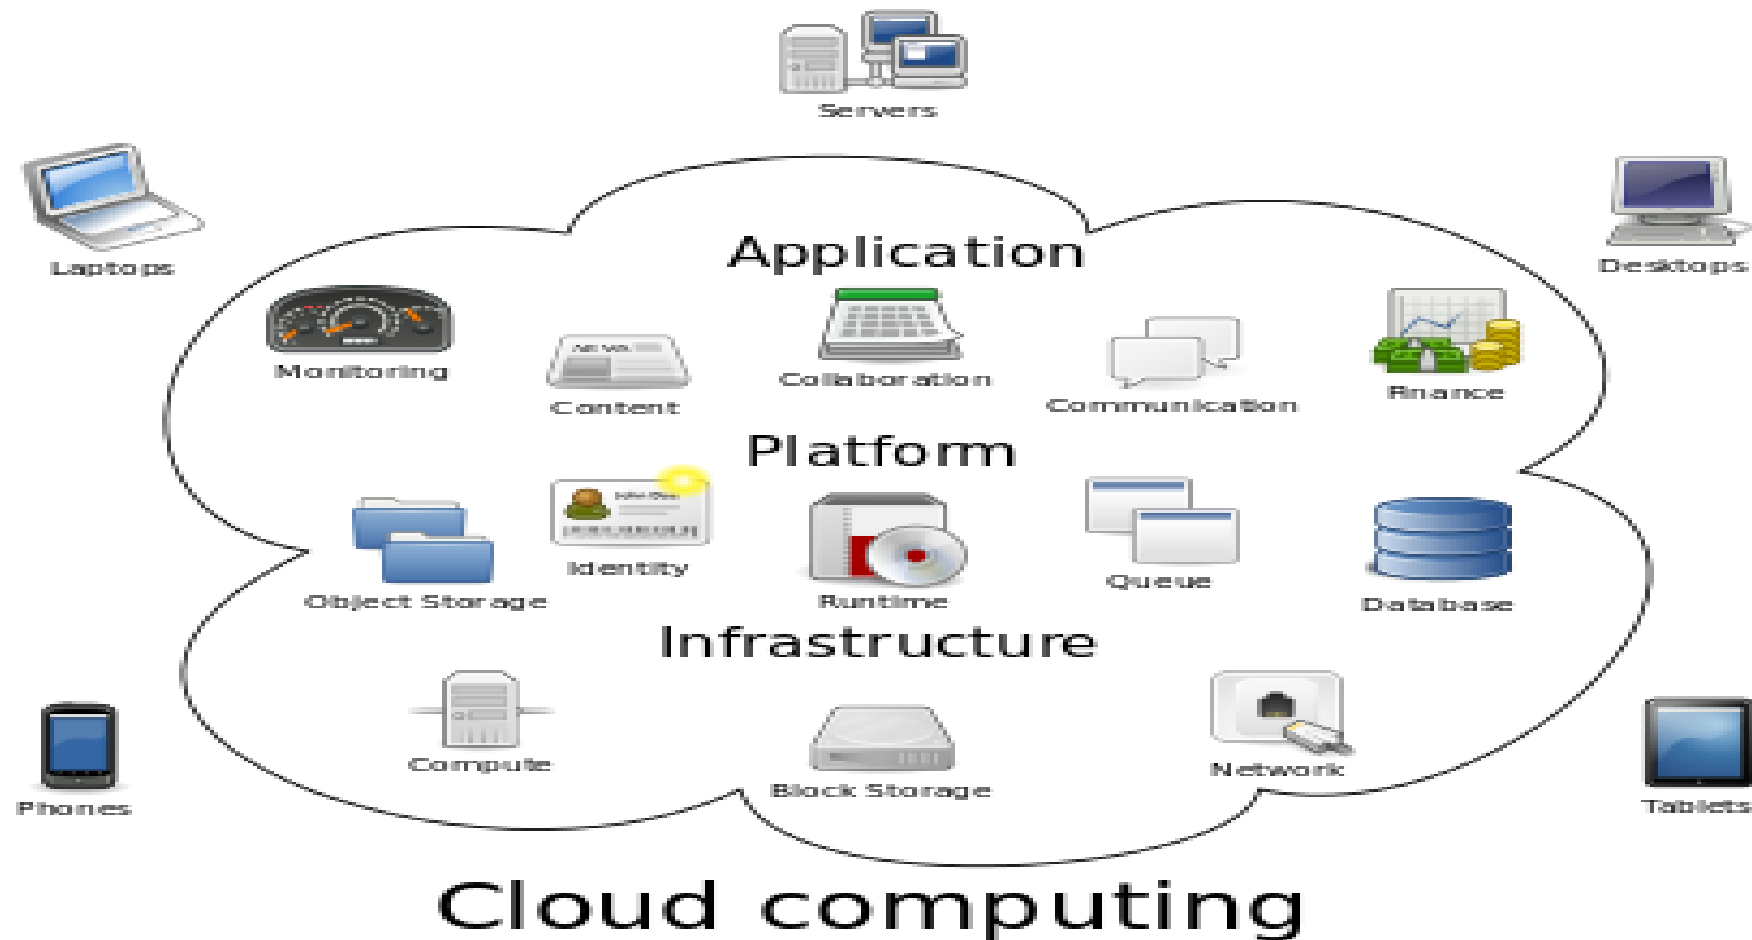 Servers
Laptops
Desktops
Application
Monitoring
Content
Collaboration
Communication
Finance
Platform
Object Storage
Identity
Runtime
Queue
Database
Infrastructure
Compute
Block Storage
Network
Phones
Tablets
Cloud computing